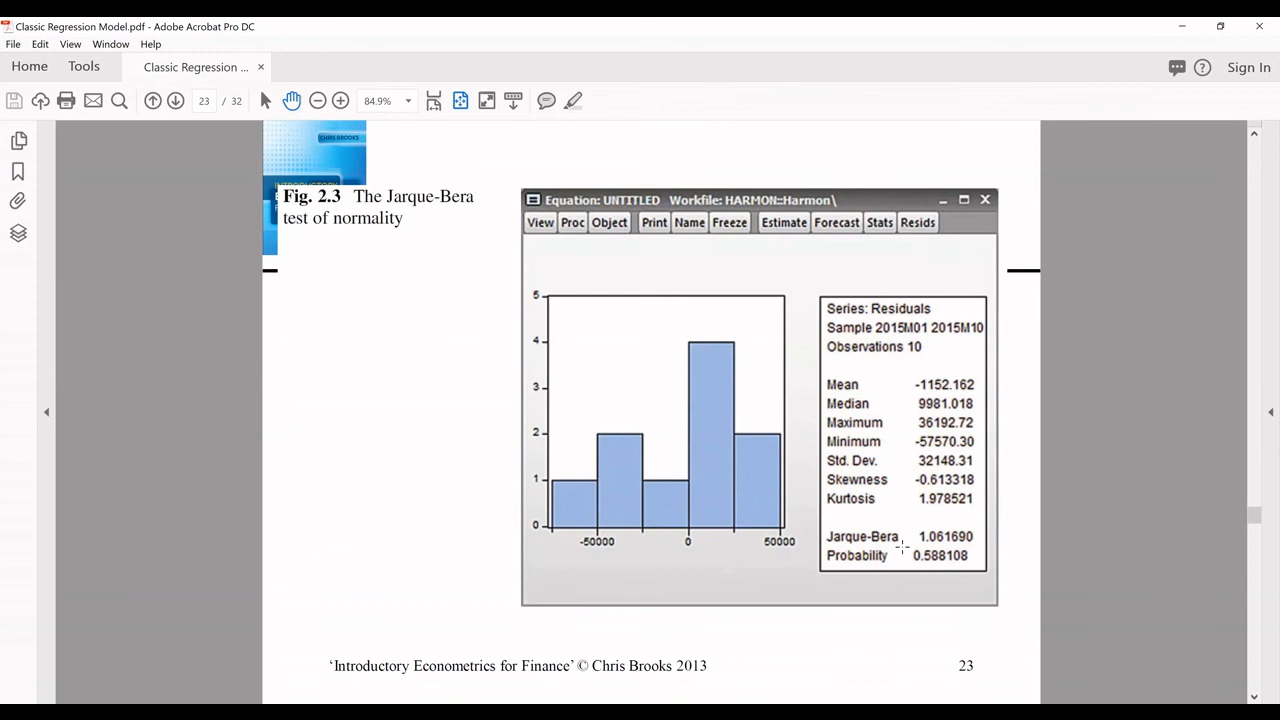 Classic Regression Model.pdf - Adobe Acrobat Pro DC
File Edit View Window Help
Home Tools Classic Regression ... × Sign In
23 / 32 84.9%
CHRIS BROOKS
Fig. 2.3 The Jarque-Bera
test of normality
Equation: UNTITLED Workfile: HARMON::Harmon\
View Proc Object Print Name Freeze Estimate Forecast Stats Resids
5
4
3
2
1
0
-50000 0 50000
Series: Residuals
Sample 2015M01 2015M10
Observations 10
Mean -1152.162
Median 9981.018
Maximum 36192.72
Minimum -57570.30
Std. Dev. 32148.31
Skewness -0.613318
Kurtosis 1.978521
Jarque-Bera 1.061690
Probability 0.588108
‘Introductory Econometrics for Finance’ © Chris Brooks 2013 23